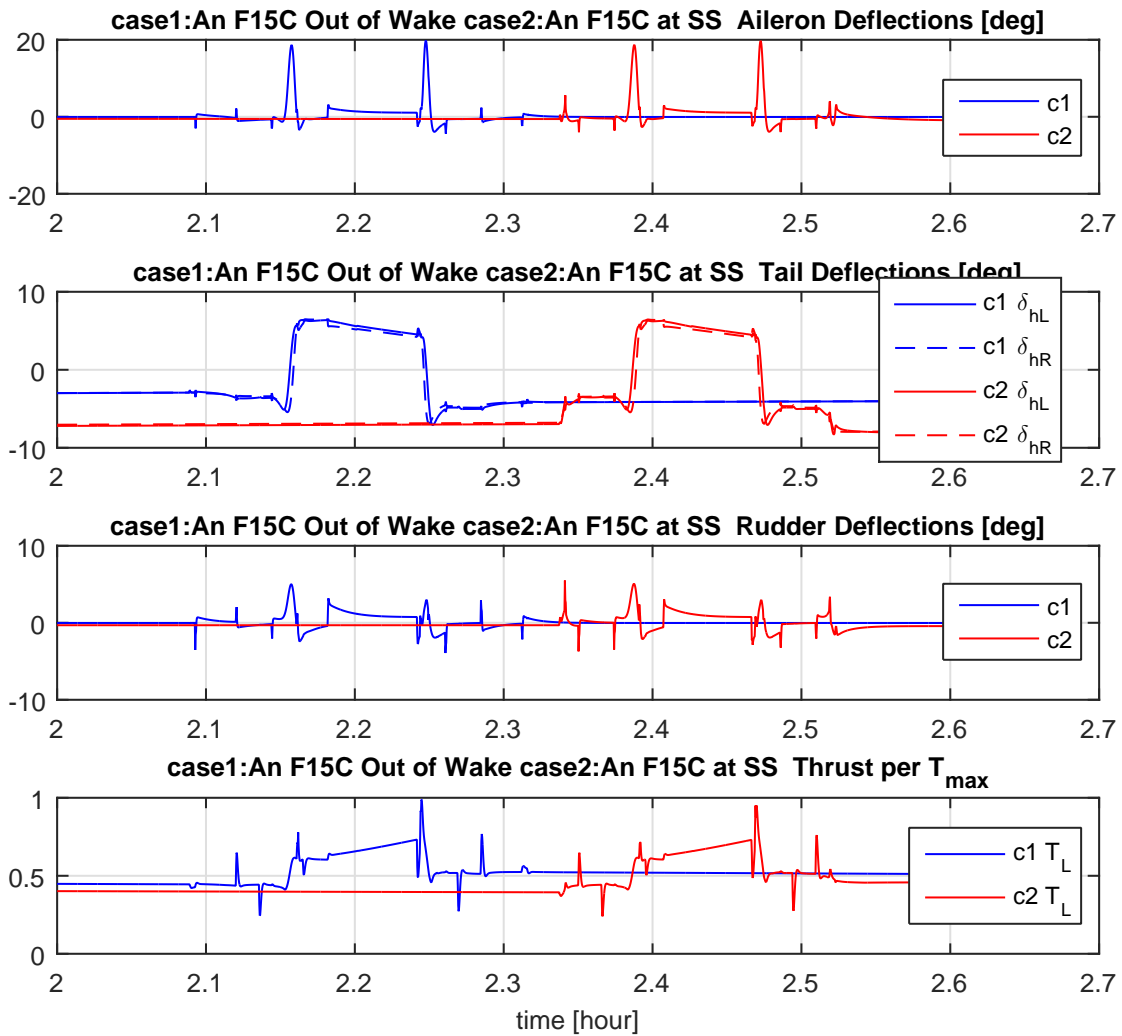 case1:An F15C Out of Wake case2:An F15C at SS  Aileron Deflections [deg]
20
0
-20
c1
c2
2 2.1 2.2 2.3 2.4 2.5 2.6 2.7
case1:An F15C Out of Wake case2:An F15C at SS  Tail Deflections [deg]
10
0
-10
c1 δ_hL
c1 δ_hR
c2 δ_hL
c2 δ_hR
2 2.1 2.2 2.3 2.4 2.5 2.6 2.7
case1:An F15C Out of Wake case2:An F15C at SS  Rudder Deflections [deg]
10
0
-10
c1
c2
2 2.1 2.2 2.3 2.4 2.5 2.6 2.7
case1:An F15C Out of Wake case2:An F15C at SS  Thrust per T_max
1
0.5
0
c1 T_L
c2 T_L
2 2.1 2.2 2.3 2.4 2.5 2.6 2.7
time [hour]